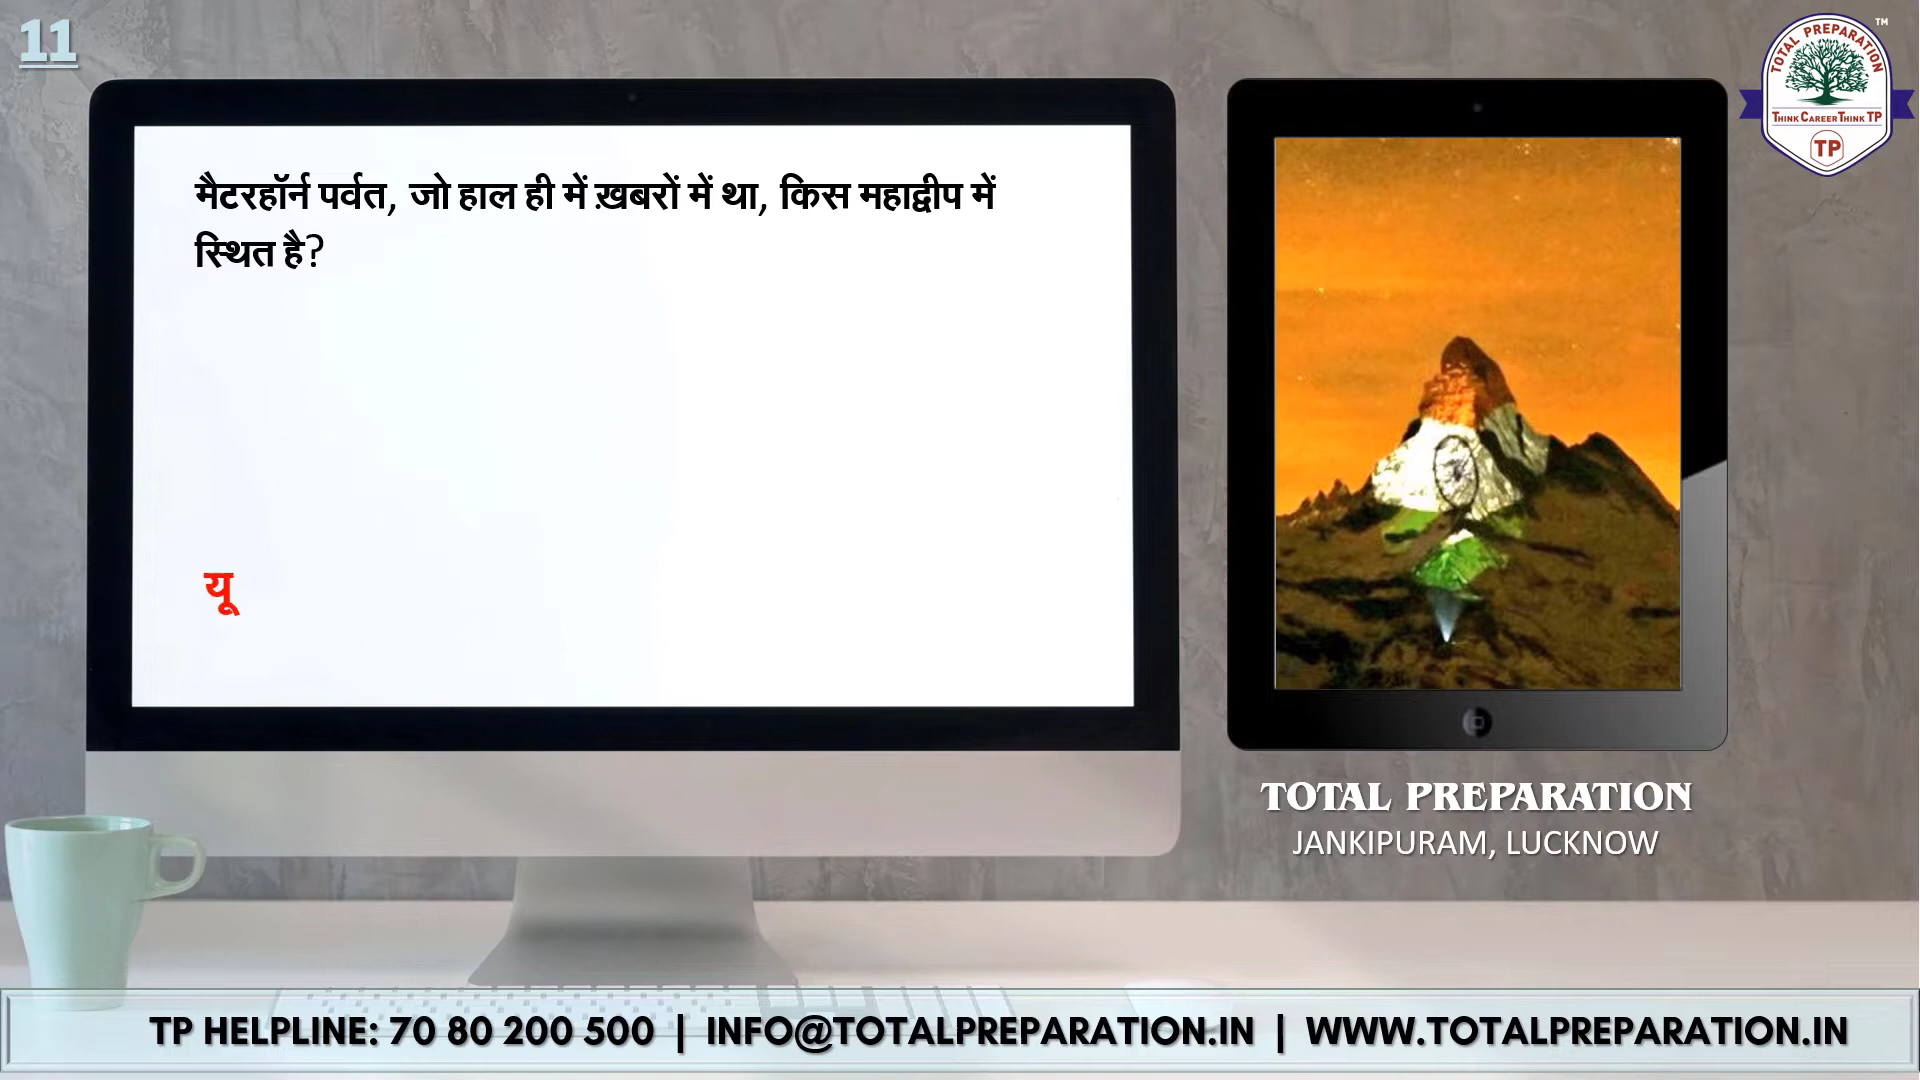 11
मैटरहॉर्न पर्वत, जो हाल ही में ख़बरों में था, किस महाद्वीप में
स्थित है?
यू
TOTAL PREPARATION
THINK CAREER THINK TP
TP
TM
TOTAL PREPARATION
JANKIPURAM, LUCKNOW
TP HELPLINE: 70 80 200 500 | INFO@TOTALPREPARATION.IN | WWW.TOTALPREPARATION.IN